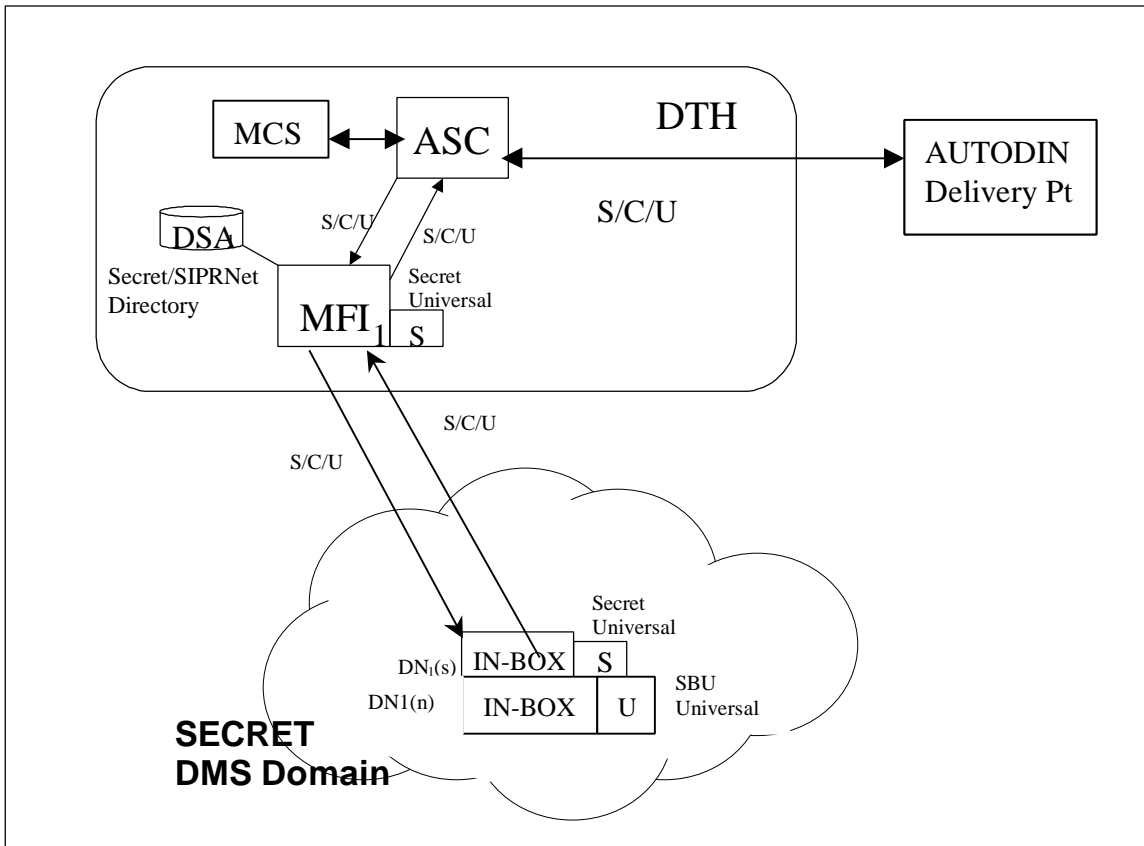 MCS
ASC
DTH
AUTODIN
Delivery Pt
S/C/U
S/C/U
S/C/U
DSA
Secret/SIPRNet
Directory
MFI1
Secret
Universal
S
S/C/U
S/C/U
Secret
Universal
DN1(s)
IN-BOX
S
DN1(n)
IN-BOX
U
SBU
Universal
SECRET
DMS Domain